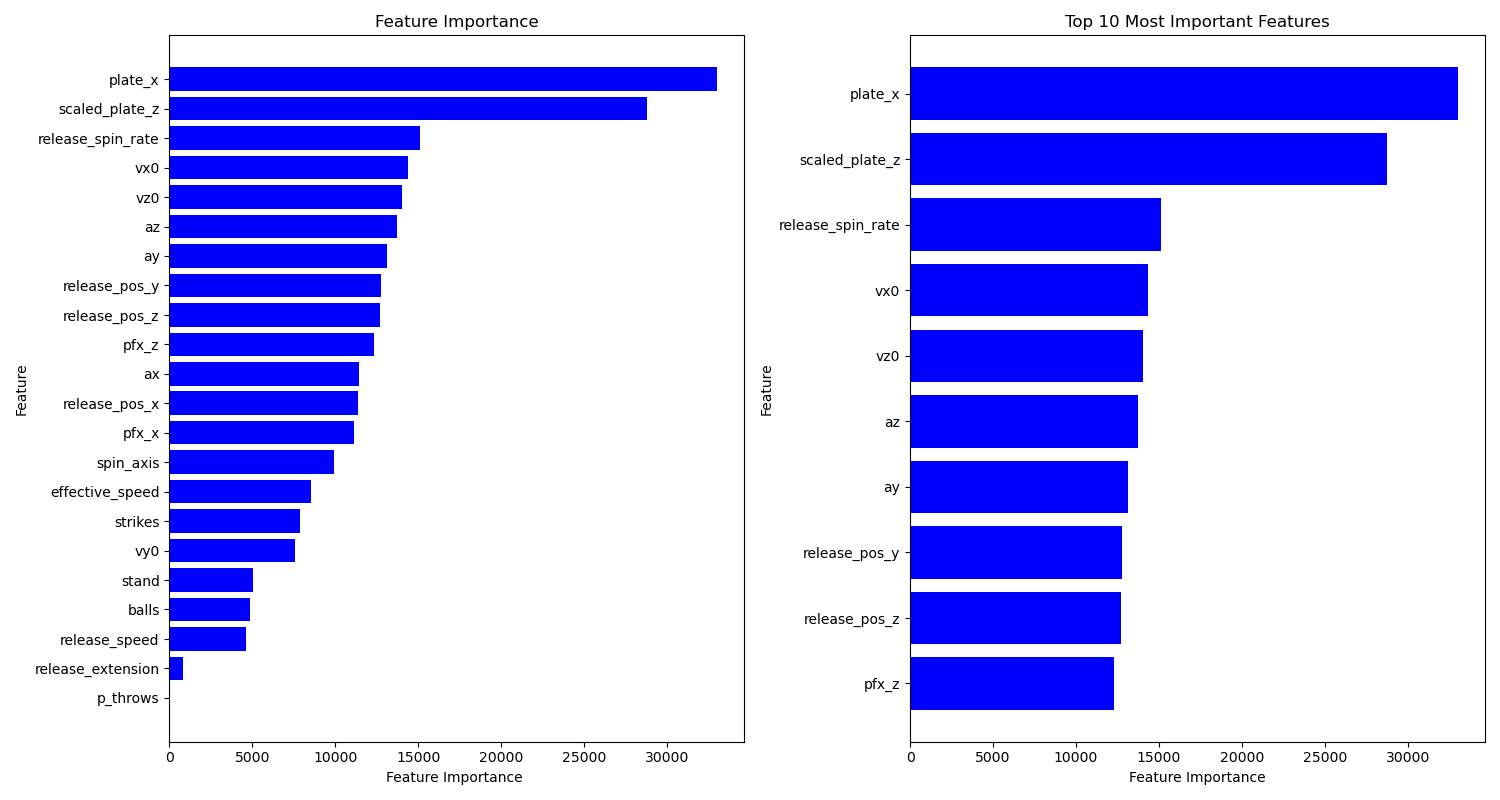 Feature Importance
plate_x
scaled_plate_z
release_spin_rate
vx0
vz0
az
ay
release_pos_y
release_pos_z
pfx_z
ax
release_pos_x
pfx_x
spin_axis
effective_speed
strikes
vy0
stand
balls
release_speed
release_extension
p_throws
Feature
0 5000 10000 15000 20000 25000 30000
Feature Importance
Top 10 Most Important Features
plate_x
scaled_plate_z
release_spin_rate
vx0
vz0
az
ay
release_pos_y
release_pos_z
pfx_z
Feature
0 5000 10000 15000 20000 25000 30000
Feature Importance